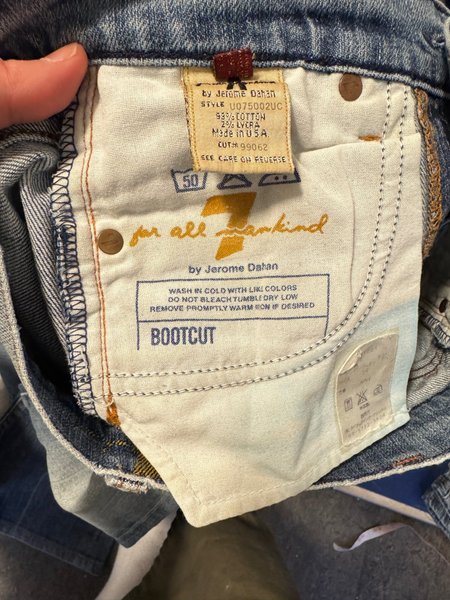 by Jerome Dahan
STYLE U075002UC
93% COTTON
2% LYCRA
Made in U.S.A.
CUT# 99062
SEE CARE ON REVERSE
50
7
for all mankind
by Jerome Dahan
WASH IN COLD WITH LIKE COLORS
DO NOT BLEACH TUMBLE DRY LOW
REMOVE PROMPTLY WARM IRON IF DESIRED
BOOTCUT